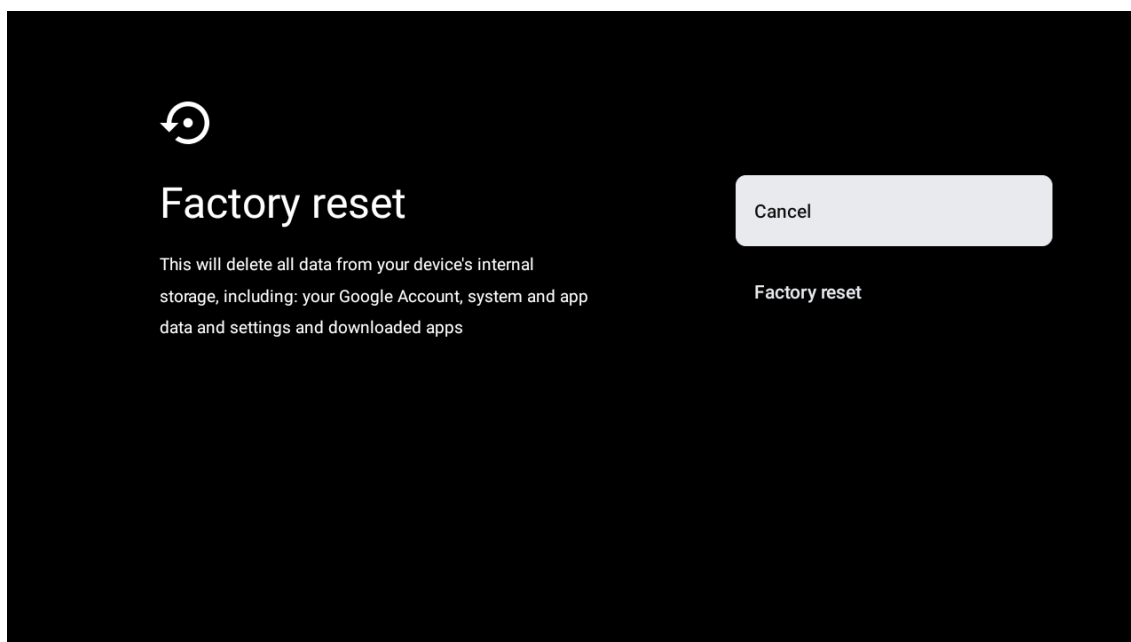 Factory reset
This will delete all data from your device's internal
storage, including: your Google Account, system and app
data and settings and downloaded apps
Cancel
Factory reset